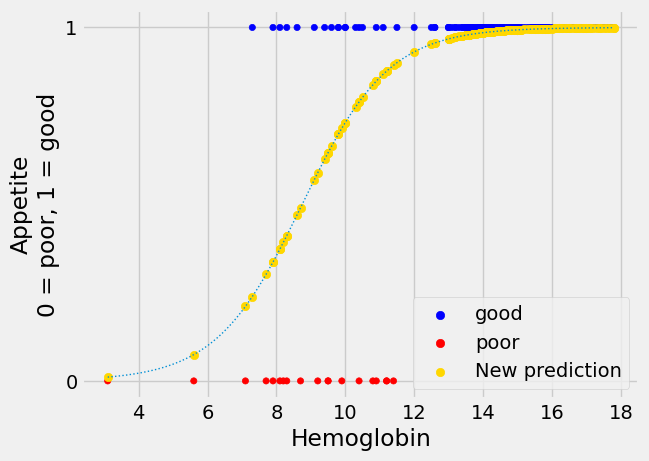 Appetite
0 = poor, 1 = good
1
0
good
poor
New prediction
4 6 8 10 12 14 16 18
Hemoglobin